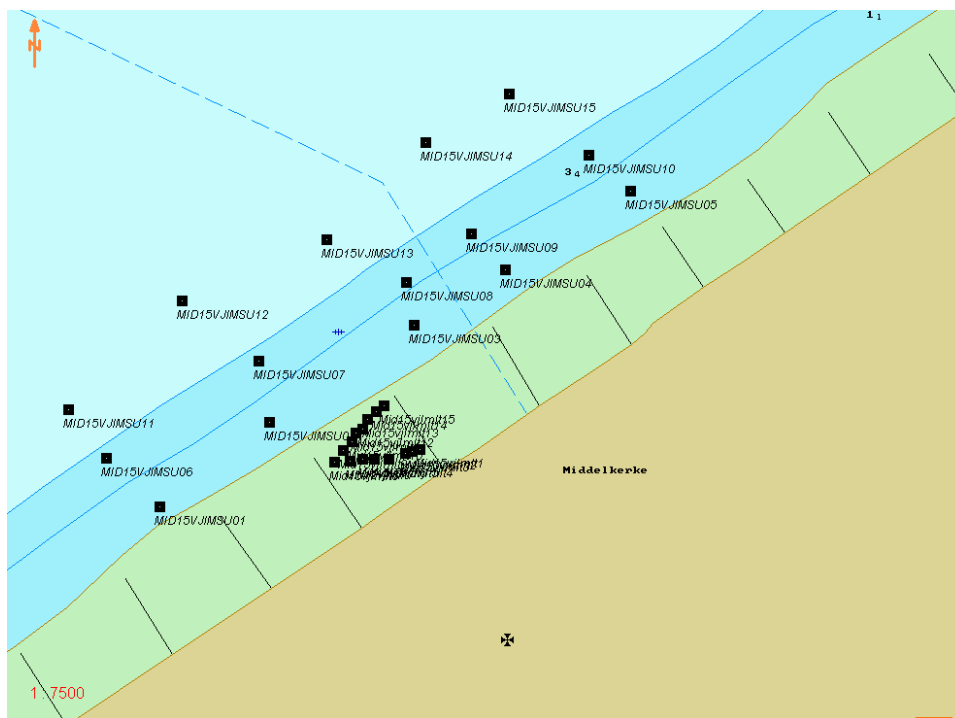 1 1
N
MID15VJIMSU15
MID15VJIMSU14
MID15VJIMSU10
3 4
MID15VJIMSU05
MID15VJIMSU09
MID15VJIMSU13
MID15VJIMSU04
MID15VJIMSU08
MID15VJIMSU12
MID15VJIMSU03
MID15VJIMSU07
MID15VJIMSU11
Mid15vjimlt15
MID15VJIMSU06
Middelkerke
MID15VJIMSU01
1:7500